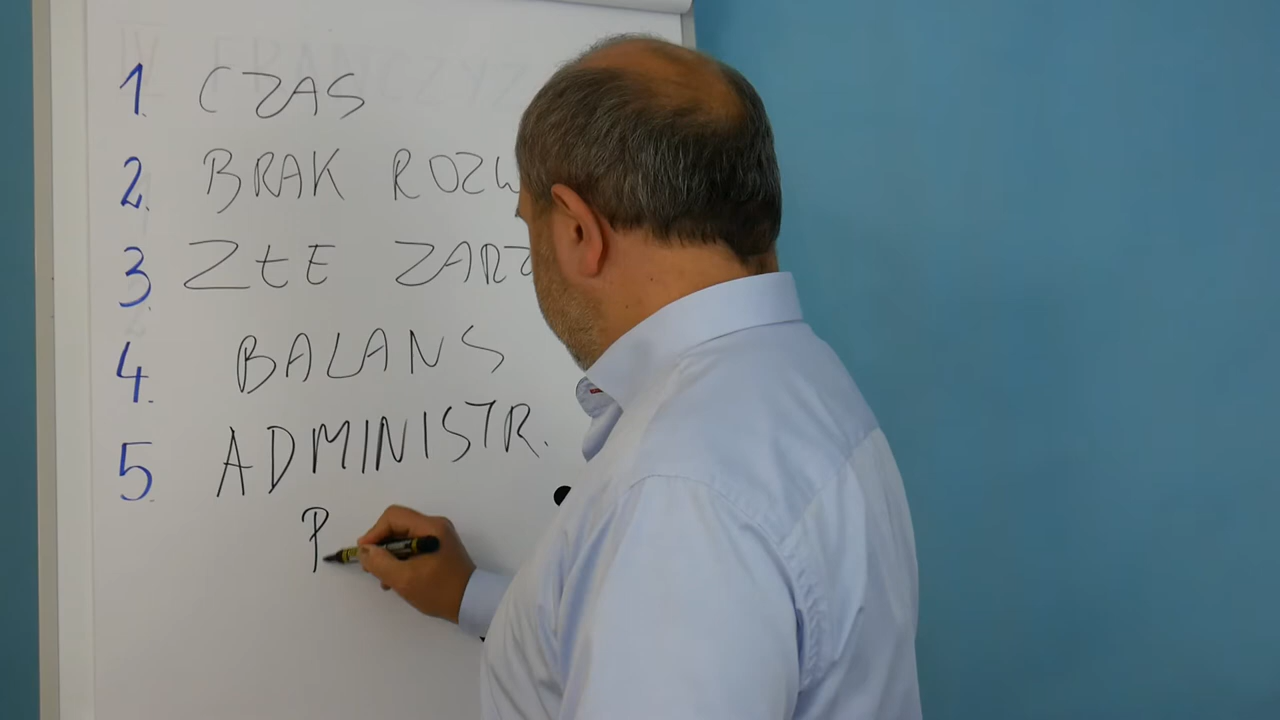 1. CZAS
2. BRAK ROZW
3. ZŁE ZARZ
4. BALANS
5. ADMINISTR.
P